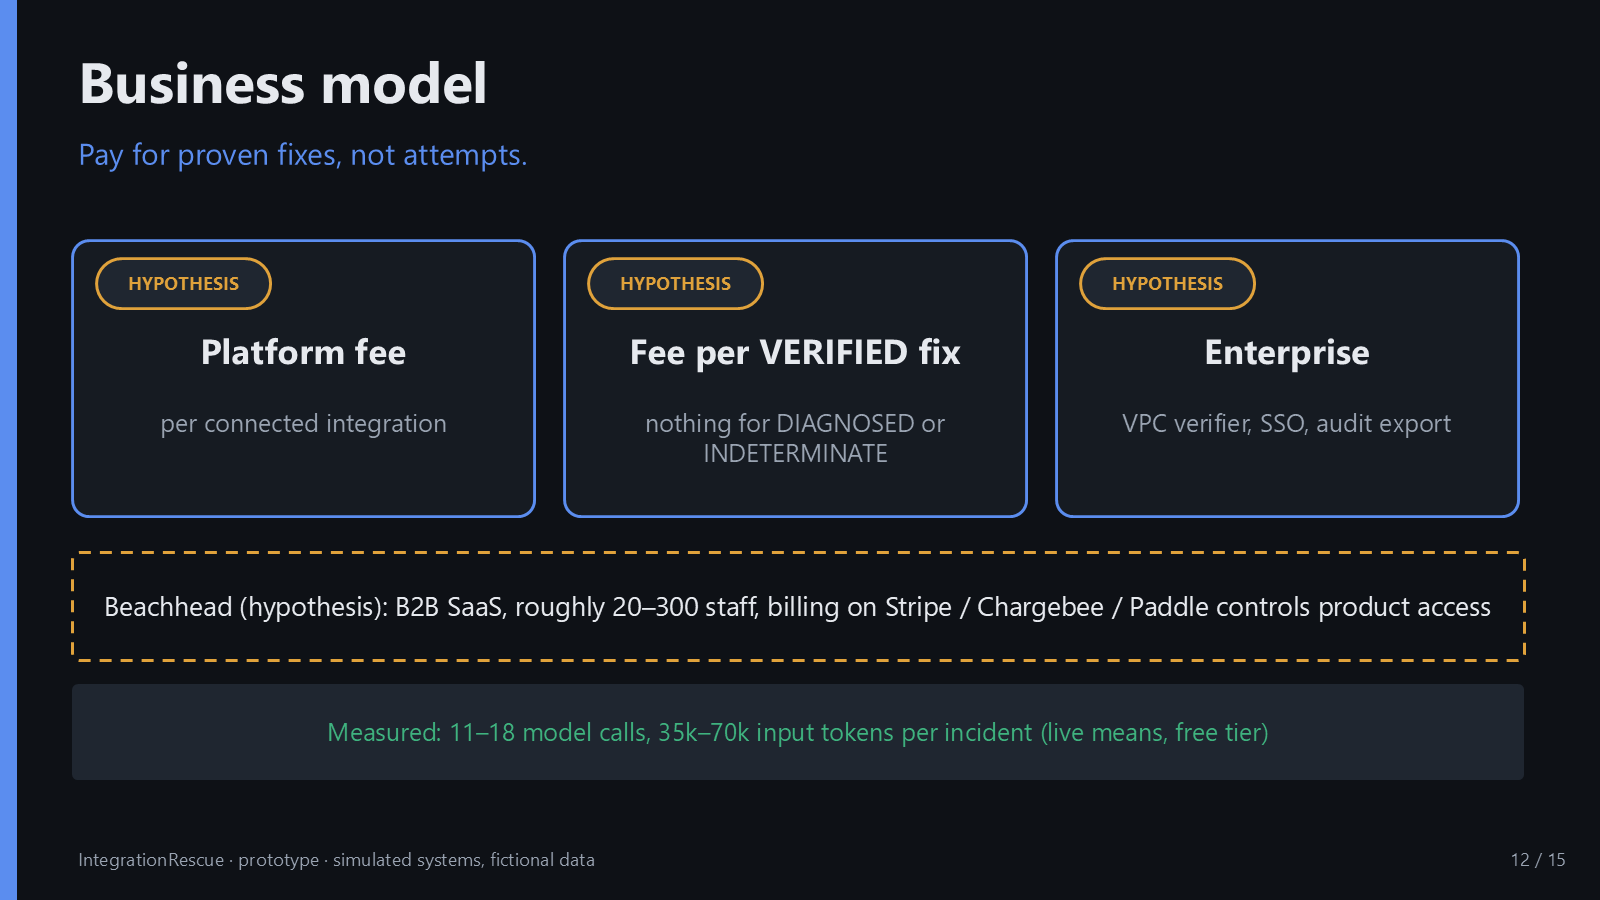 Business model
Pay for proven fixes, not attempts.
HYPOTHESIS
Platform fee
per connected integration
HYPOTHESIS
Fee per VERIFIED fix
nothing for DIAGNOSED or
INDETERMINATE
HYPOTHESIS
Enterprise
VPC verifier, SSO, audit export
Beachhead (hypothesis): B2B SaaS, roughly 20–300 staff, billing on Stripe / Chargebee / Paddle controls product access
Measured: 11–18 model calls, 35k–70k input tokens per incident (live means, free tier)
IntegrationRescue · prototype · simulated systems, fictional data
12 / 15